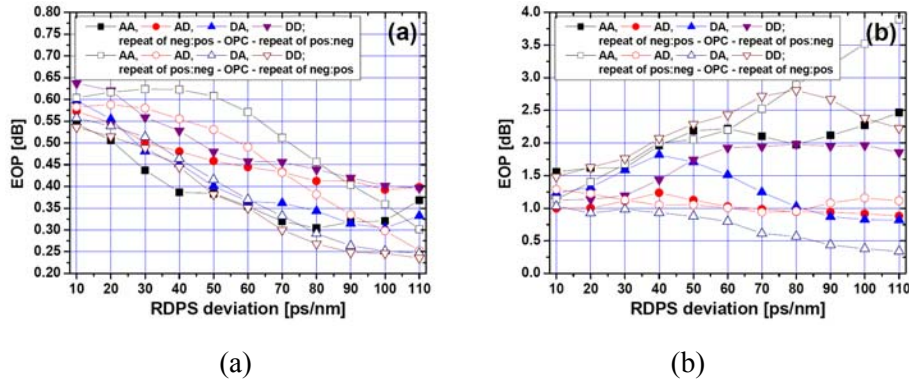 0.80
0.75
0.70
0.65
0.60
0.55
0.50
0.45
0.40
0.35
0.30
0.25
0.20
EOP [dB]
AA, AD, DA, DD;
repeat of neg:pos - OPC - repeat of pos:neg
AA, AD, DA, DD;
repeat of pos:neg - OPC - repeat of neg:pos
(a)
10 20 30 40 50 60 70 80 90 100 110
RDPS deviation [ps/nm]
4.0
3.5
3.0
2.5
2.0
1.5
1.0
0.5
0.0
EOP [dB]
AA, AD, DA, DD;
repeat of neg:pos - OPC - repeat of pos:neg
AA, AD, DA, DD;
repeat of pos:neg - OPC - repeat of neg:pos
(b)
10 20 30 40 50 60 70 80 90 100 110
RDPS deviation [ps/nm]
(a)
(b)